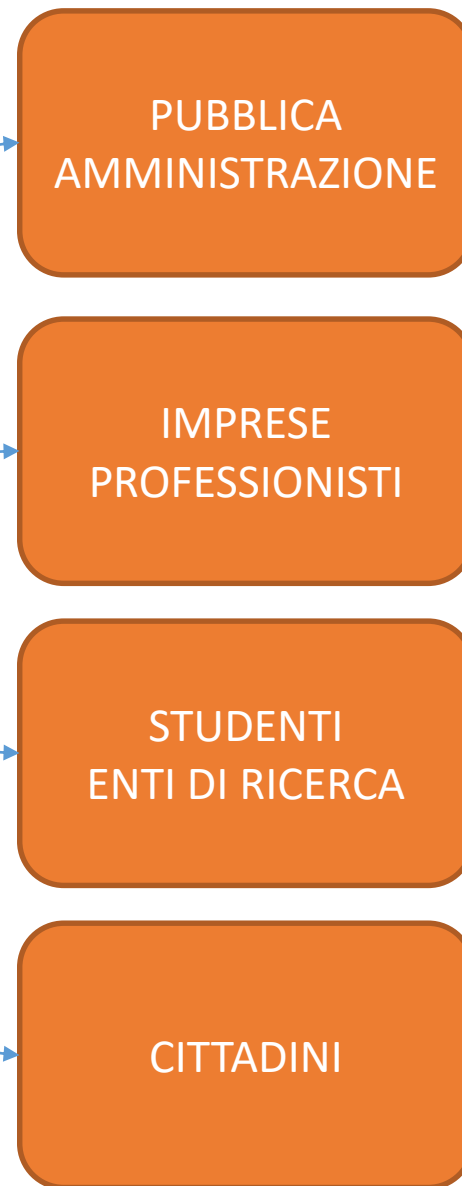 PUBBLICA
AMMINISTRAZIONE
IMPRESE
PROFESSIONISTI
STUDENTI
ENTI DI RICERCA
CITTADINI